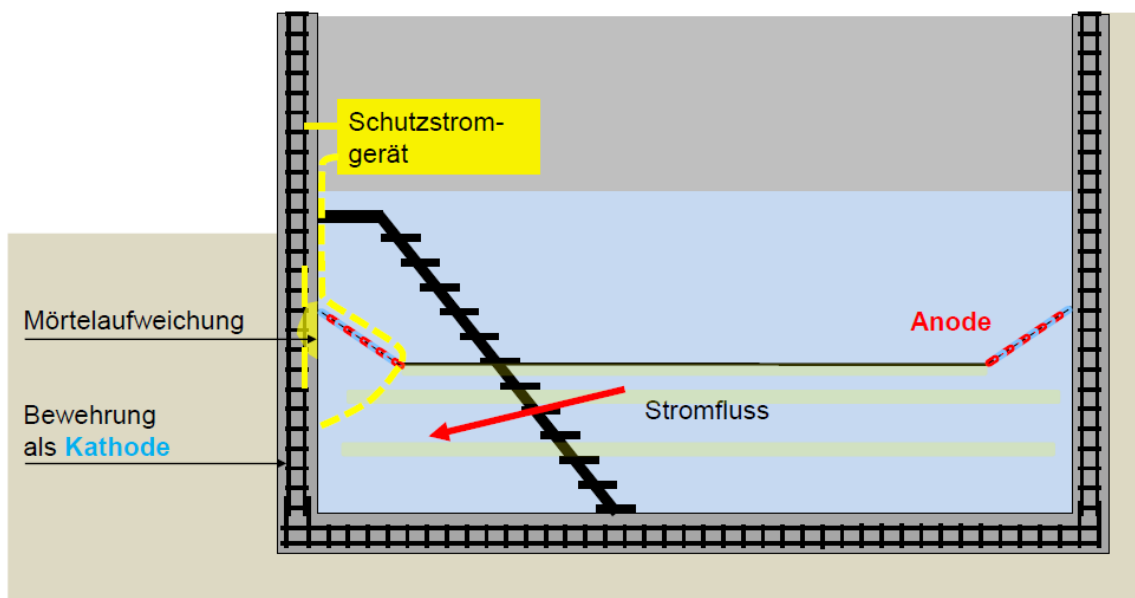 Schutzstrom-
gerät
Mörtelaufweichung
Anode
Bewehrung
als Kathode
Stromfluss